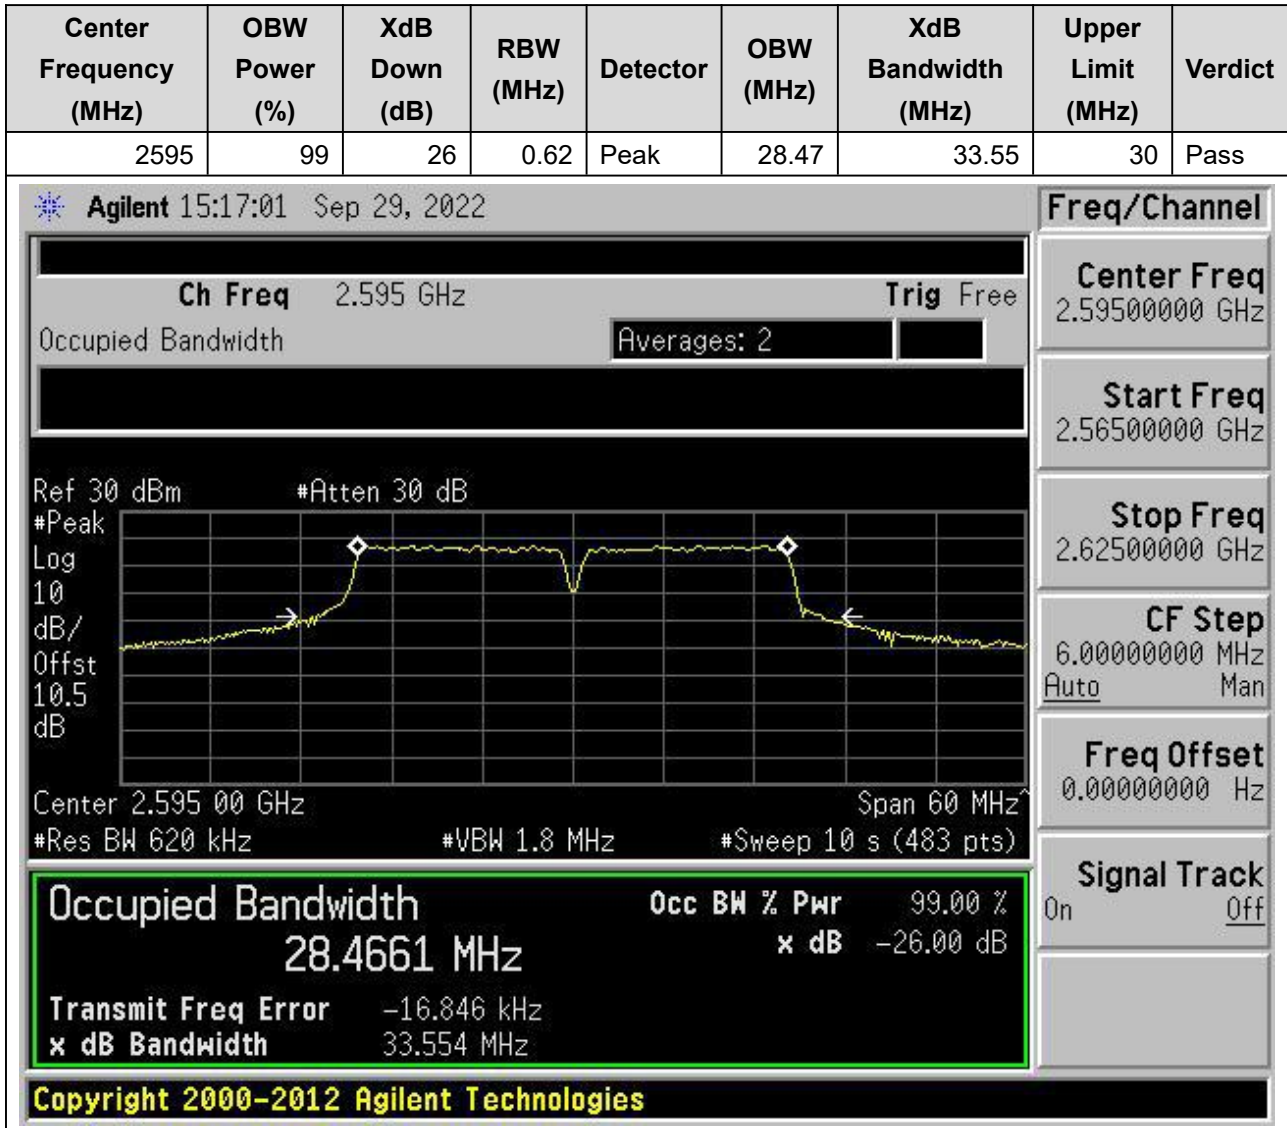 Center Frequency (MHz) OBW Power (%) XdB Down (dB) RBW (MHz) Detector OBW (MHz) XdB Bandwidth (MHz) Upper Limit (MHz) Verdict
2595 99 26 0.62 Peak 28.47 33.55 30 Pass
Agilent 15:17:01 Sep 29, 2022
Freq/Channel
Ch Freq 2.595 GHz Trig Free
Occupied Bandwidth Averages: 2
Center Freq
2.59500000 GHz
Start Freq
2.56500000 GHz
Stop Freq
2.62500000 GHz
CF Step
6.00000000 MHz
Auto Man
Freq Offset
0.00000000 Hz
Signal Track
On Off
Ref 30 dBm #Atten 30 dB
#Peak
Log
10
dB/
Offst
10.5
dB
Center 2.595 00 GHz Span 60 MHz^
#Res BW 620 kHz #VBW 1.8 MHz #Sweep 10 s (483 pts)
Occupied Bandwidth Occ BW % Pwr 99.00 %
28.4661 MHz x dB -26.00 dB
Transmit Freq Error -16.846 kHz
x dB Bandwidth 33.554 MHz
Copyright 2000-2012 Agilent Technologies